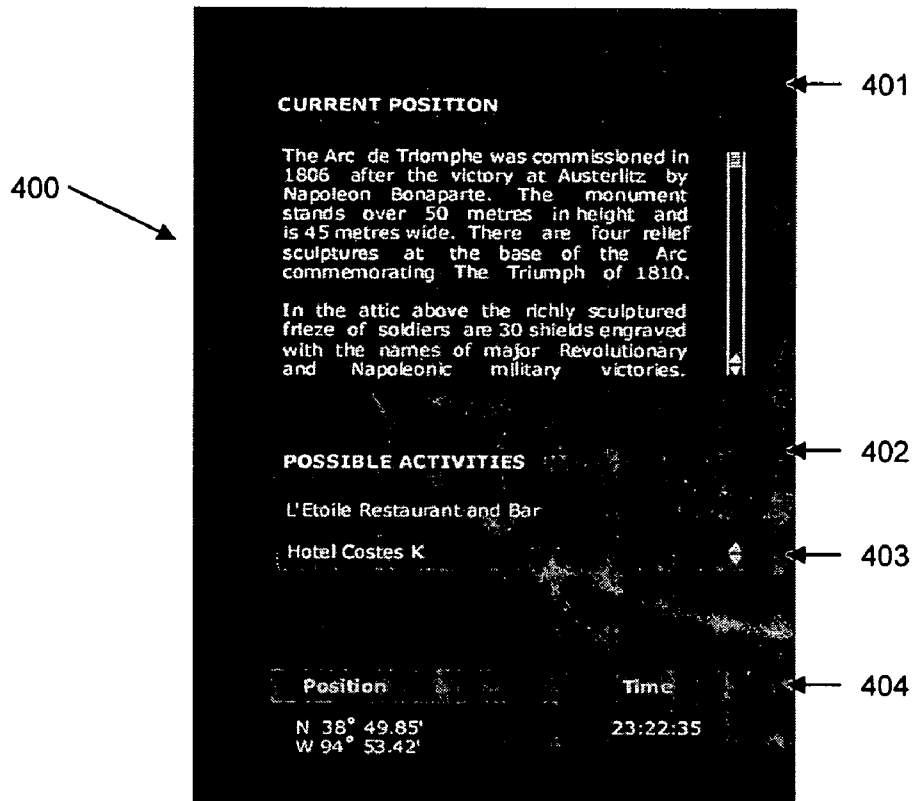 401
CURRENT POSITION
The Arc de Triomphe was commissioned in
1806 after the victory at Austerlitz by
Napoleon Bonaparte. The monument
stands over 50 metres in height and
is 45 metres wide. There are four relief
sculptures at the base of the Arc
commemorating The Triumph of 1810.
400
In the attic above the richly sculptured
frieze of soldiers are 30 shields engraved
with the names of major Revolutionary
and Napoleonic military victories.
402
POSSIBLE ACTIVITIES
L'Etoile Restaurant and Bar
Hotel Costes K
403
Position Time
404
N 38° 49.85' 23:22:35
W 94° 53.42'